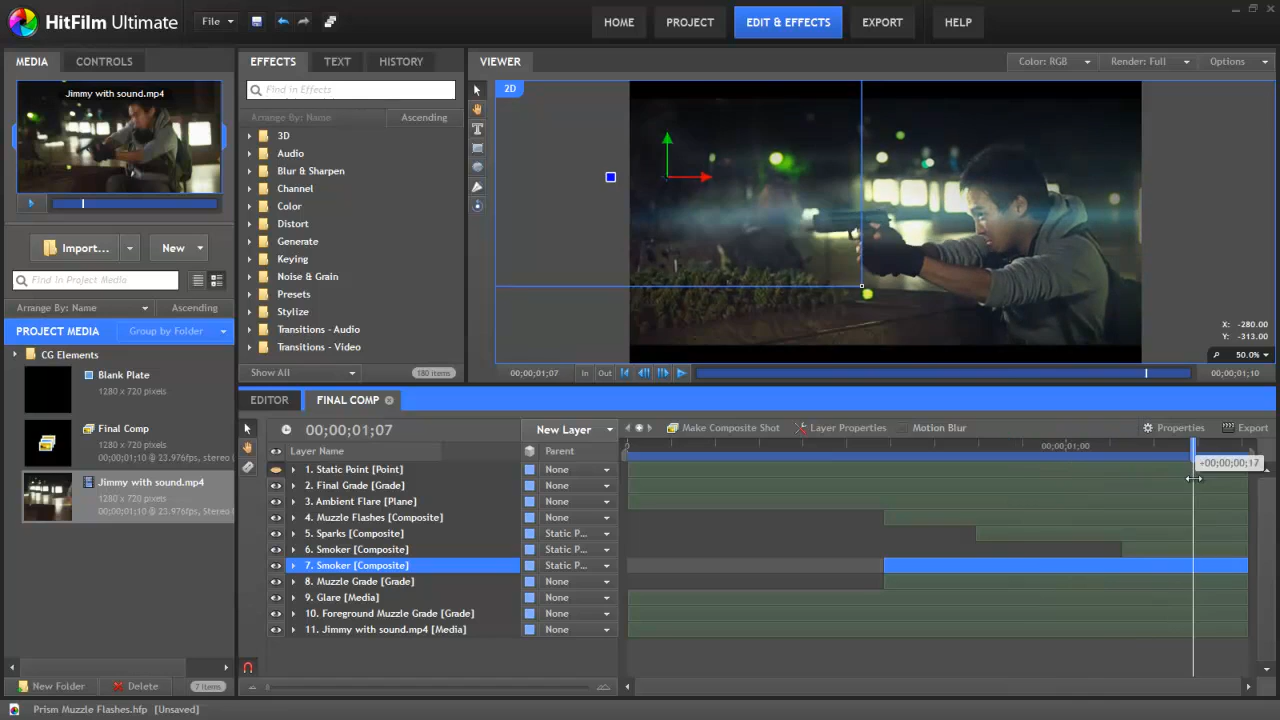 HitFilm Ultimate
File
HOME
PROJECT
EDIT & EFFECTS
EXPORT
HELP
MEDIA
CONTROLS
EFFECTS
TEXT
HISTORY
VIEWER
Color: RGB
Render: Full
Options
Jimmy with sound.mp4
Find in Effects
2D
Arrange By: Name
Ascending
3D
Audio
Blur & Sharpen
Channel
Color
Distort
Generate
Keying
Noise & Grain
Presets
Stylize
Transitions - Audio
Transitions - Video
Show All
180 items
Import...
New
Find in Project Media
Arrange By: Name
Ascending
PROJECT MEDIA
Group by Folder
CG Elements
Blank Plate
1280 x 720 pixels
Final Comp
1280 x 720 pixels
00;00;01;10 @ 23.976fps, stereo
Jimmy with sound.mp4
1280 x 720 pixels
00;00;01;10 @ 23.976fps, Stereo
New Folder
Delete
7 items
X: -280.00
Y: -313.00
50.0%
00;00;01;07
In
Out
00;00;01;10
EDITOR
FINAL COMP
00;00;01;07
New Layer
Make Composite Shot
Layer Properties
Motion Blur
Properties
Export
Layer Name
Parent
0
00;00;01;00
+00;00;00;17
1. Static Point [Point]
None
2. Final Grade [Grade]
None
3. Ambient Flare [Plane]
None
4. Muzzle Flashes [Composite]
None
5. Sparks [Composite]
Static P...
6. Smoker [Composite]
Static P...
7. Smoker [Composite]
Static P...
8. Muzzle Grade [Grade]
None
9. Glare [Media]
None
10. Foreground Muzzle Grade [Grade]
None
11. Jimmy with sound.mp4 [Media]
None
Prism Muzzle Flashes.hfp
[Unsaved]